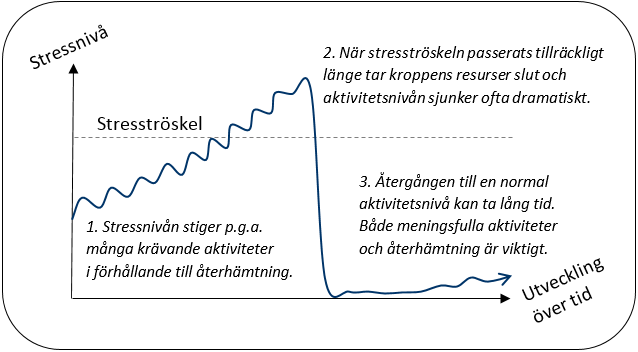 Stressnivå
2. När stresströskeln passerats tillräckligt
länge tar kroppens resurser slut och
aktivitetsnivån sjunker ofta dramatiskt.
Stresströskel
3. Återgången till en normal
aktivitetsnivå kan ta lång tid.
Både meningsfulla aktiviteter
och återhämtning är viktigt.
1. Stressnivån stiger p.g.a.
många krävande aktiviteter
i förhållande till återhämtning.
Utveckling
över tid